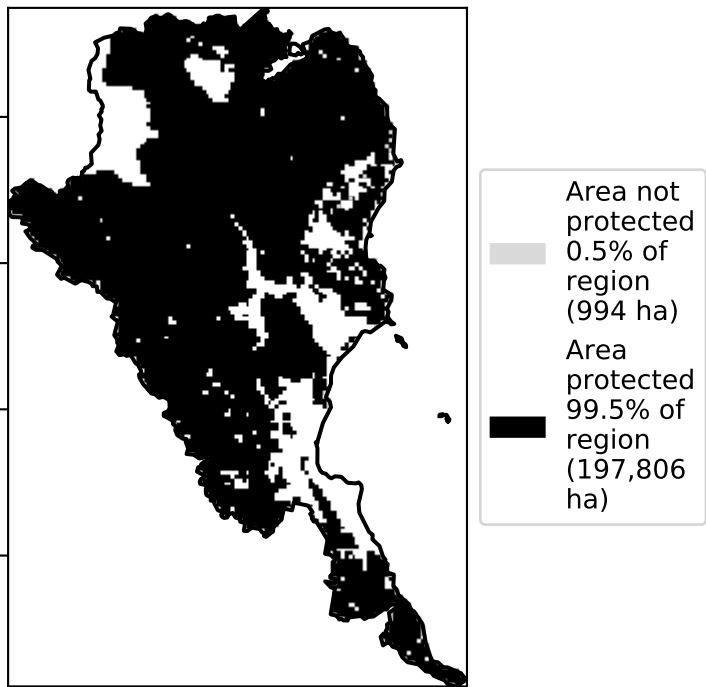 Area not
protected
0.5% of
region
(994 ha)
Area
protected
99.5% of
region
(197,806
ha)